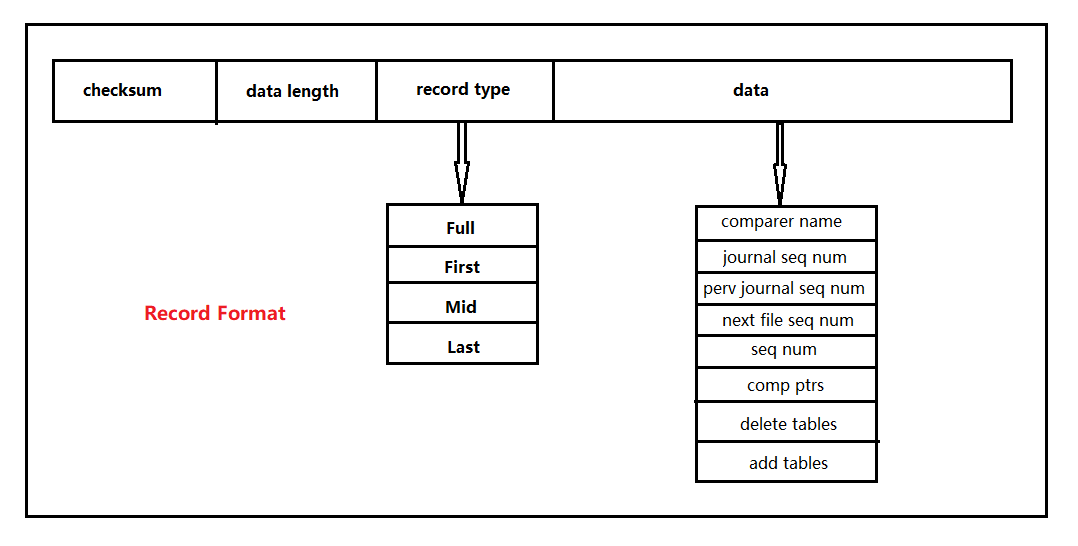 checksum
data length
record type
data
Full
First
Mid
Last
Record Format
comparer name
journal seq num
perv journal seq num
next file seq num
seq num
comp ptrs
delete tables
add tables